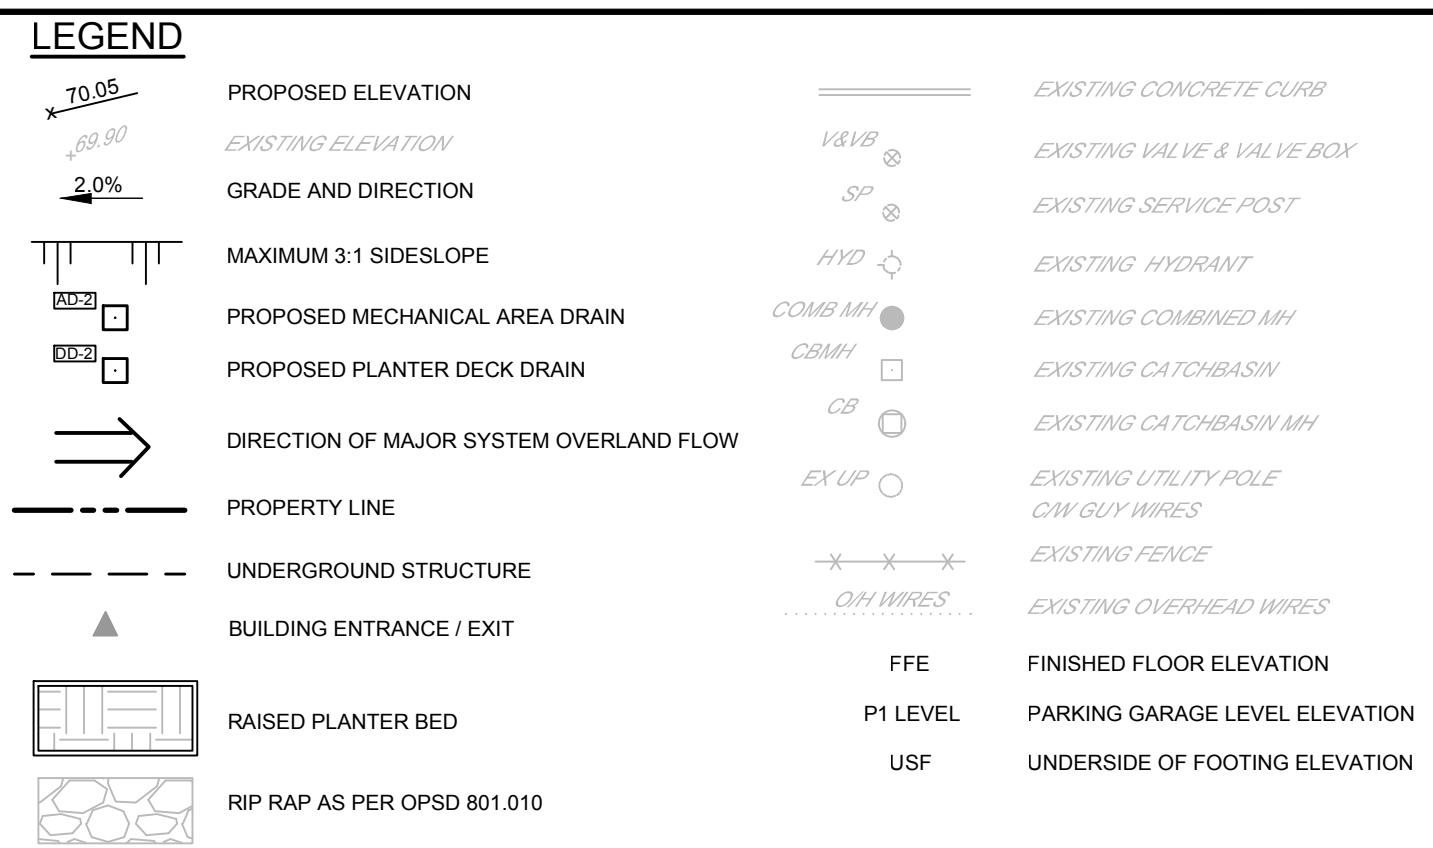 LEGEND
70.05 PROPOSED ELEVATION
69.90 EXISTING ELEVATION
2.0% GRADE AND DIRECTION
MAXIMUM 3:1 SIDESLOPE
AD-2 PROPOSED MECHANICAL AREA DRAIN
DD-2 PROPOSED PLANTER DECK DRAIN
DIRECTION OF MAJOR SYSTEM OVERLAND FLOW
PROPERTY LINE
UNDERGROUND STRUCTURE
BUILDING ENTRANCE / EXIT
RAISED PLANTER BED
RIP RAP AS PER OPSD 801.010
EXISTING CONCRETE CURB
V&VB EXISTING VALVE & VALVE BOX
SP EXISTING SERVICE POST
HYD EXISTING HYDRANT
COMB MH EXISTING COMBINED MH
CBMH EXISTING CATCHBASIN
CB EXISTING CATCHBASIN MH
EX UP EXISTING UTILITY POLE
C/W GUY WIRES
EXISTING FENCE
O/H WIRES EXISTING OVERHEAD WIRES
FFE FINISHED FLOOR ELEVATION
P1 LEVEL PARKING GARAGE LEVEL ELEVATION
USF UNDERSIDE OF FOOTING ELEVATION